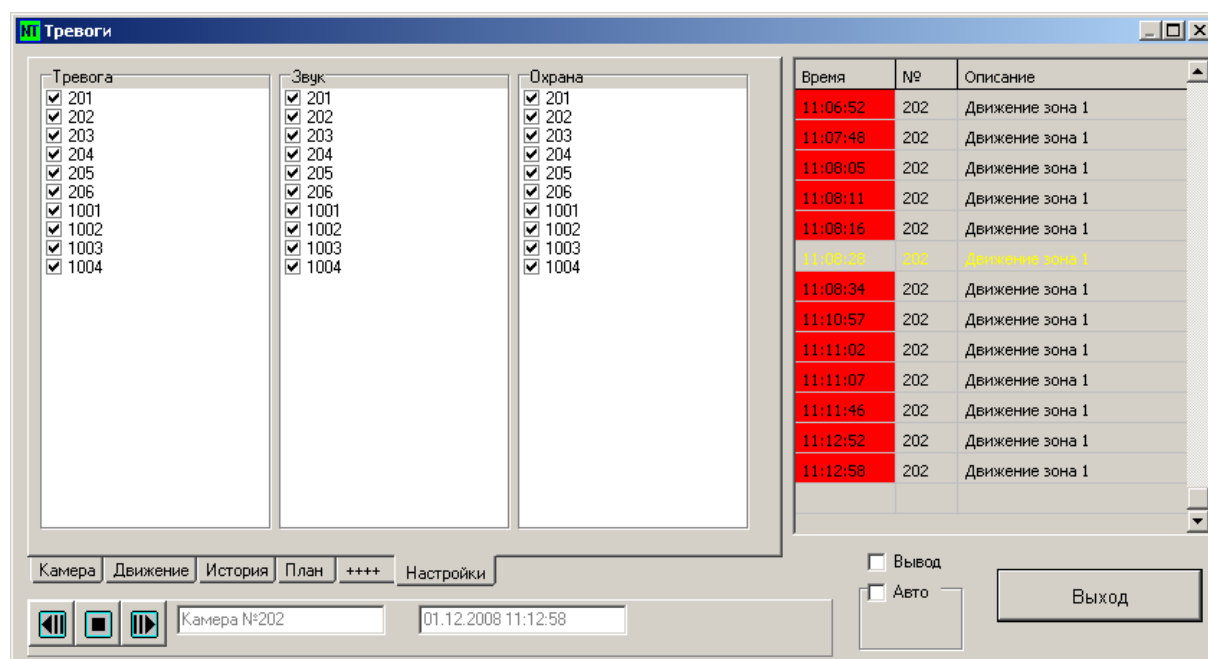 NT Тревоги
Тревога
201
202
203
204
205
206
1001
1002
1003
1004
Звук
201
202
203
204
205
206
1001
1002
1003
1004
Охрана
201
202
203
204
205
206
1001
1002
1003
1004
Время № Описание
11:06:52 202 Движение зона 1
11:07:48 202 Движение зона 1
11:08:05 202 Движение зона 1
11:08:11 202 Движение зона 1
11:08:16 202 Движение зона 1
11:08:28 202 Движение зона 1
11:08:34 202 Движение зона 1
11:10:57 202 Движение зона 1
11:11:02 202 Движение зона 1
11:11:07 202 Движение зона 1
11:11:46 202 Движение зона 1
11:12:52 202 Движение зона 1
11:12:58 202 Движение зона 1
Камера Движение История План ++++ Настройки
Вывод
Авто
Выход
Камера №202 01.12.2008 11:12:58